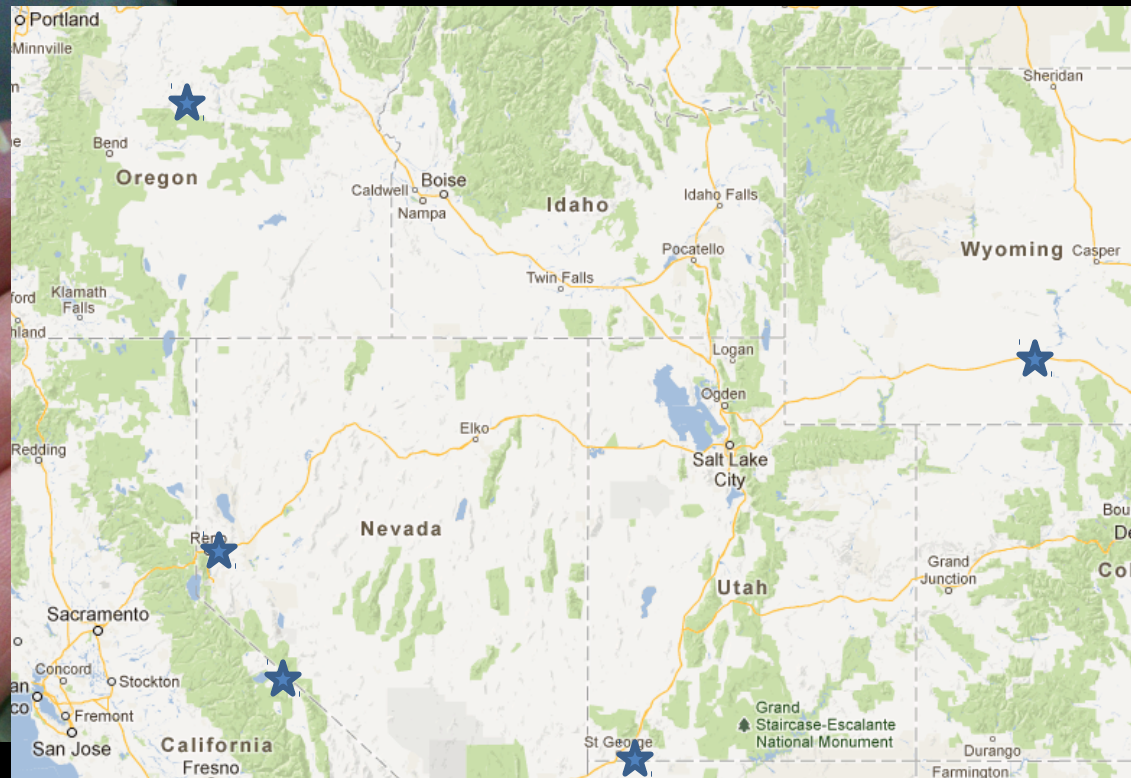 Portland
Minnville
Sheridan
Bend
Oregon
Caldwell
Boise
Nampa
Idaho
Idaho Falls
Wyoming
Casper
Pocatello
Twin Falls
Klamath
Falls
Logan
Ogden
Elko
Redding
Salt Lake
City
Nevada
Reno
Grand
Junction
Utah
Sacramento
Concord
Stockton
Fremont
San Jose
California
Fresno
St George
Grand
Staircase-Escalante
National Monument
Durango
Farmington